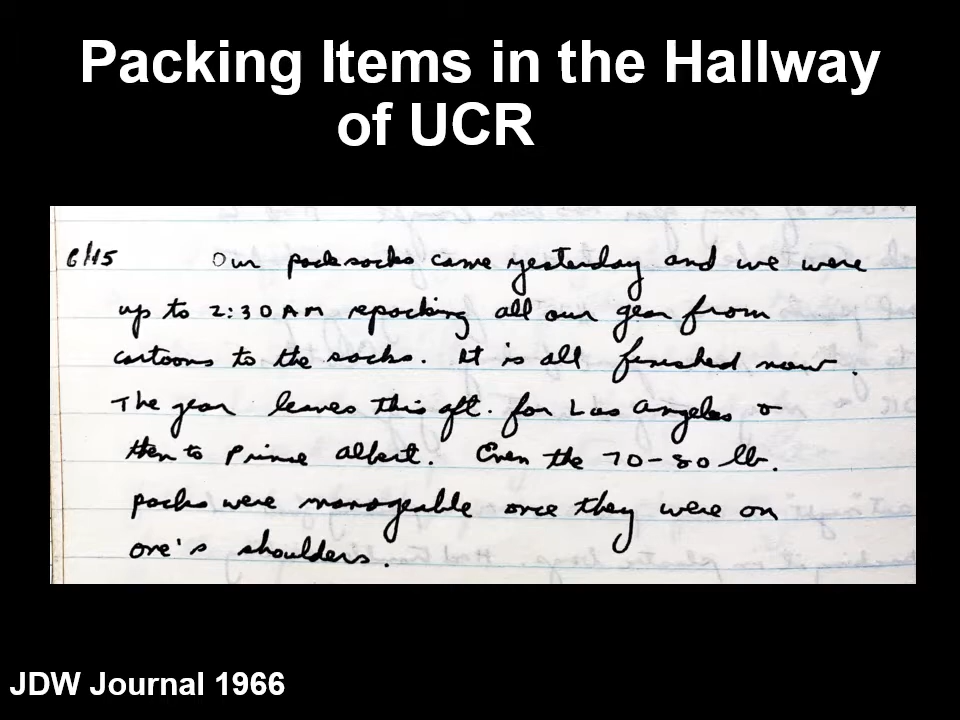 Packing Items in the Hallway
of UCR
6/15 Our packsacks came yesterday and we were
up to 2:30 AM repacking all our gear from
cartoons to the sacks. It is all finished now.
The gear leaves this aft. for Los Angeles &
then to Prince Albert. Even the 70-80 lb.
packs were manageable once they were on
one's shoulders.
JDW Journal 1966